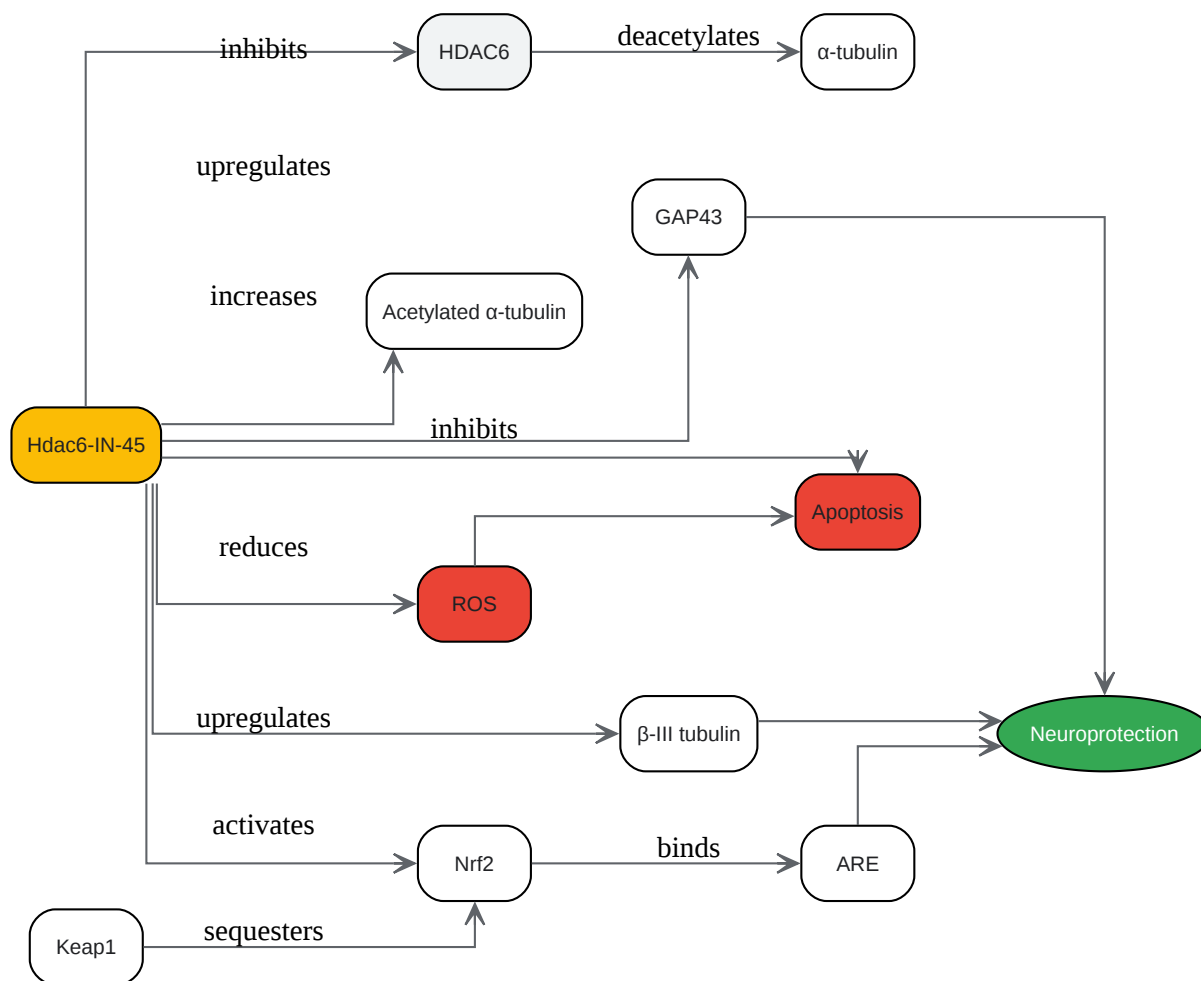 inhibits
HDAC6
deacetylates
α-tubulin
upregulates
GAP43
increases
Acetylated α-tubulin
Hdac6-IN-45
inhibits
Apoptosis
reduces
ROS
upregulates
β-III tubulin
Neuroprotection
activates
Nrf2
binds
ARE
Keap1
sequesters